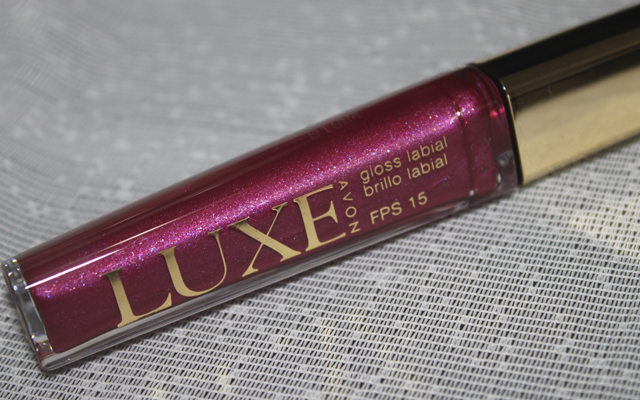 LUXE
AVON
gloss labial
brillo labial
FPS 15